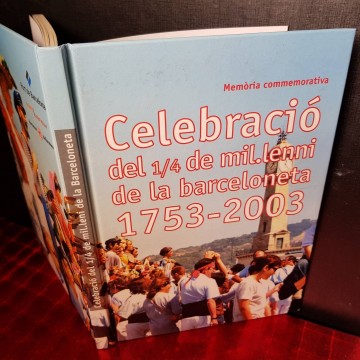 Memòria commemorativa
Celebració
del 1/4 de mil.lenni
de la barceloneta
1753-2003
Celebració del 1/4 de mil.leni de la Barceloneta